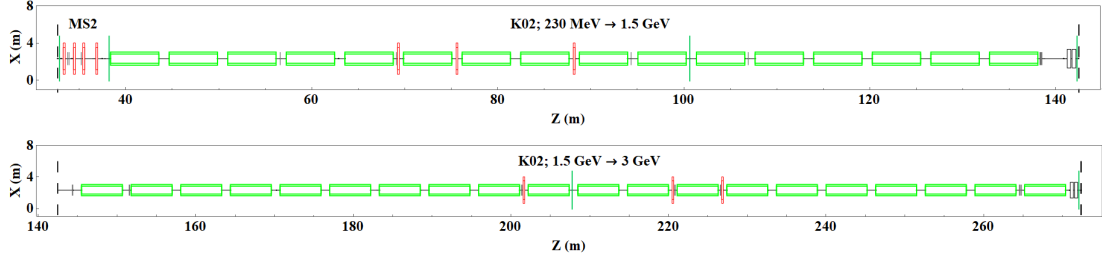 MS2 K02; 230 MeV → 1.5 GeV
X (m)
8
4
0
40 60 80 100 120 140
Z (m)
K02; 1.5 GeV → 3 GeV
X (m)
8
4
0
140 160 180 200 220 240 260
Z (m)